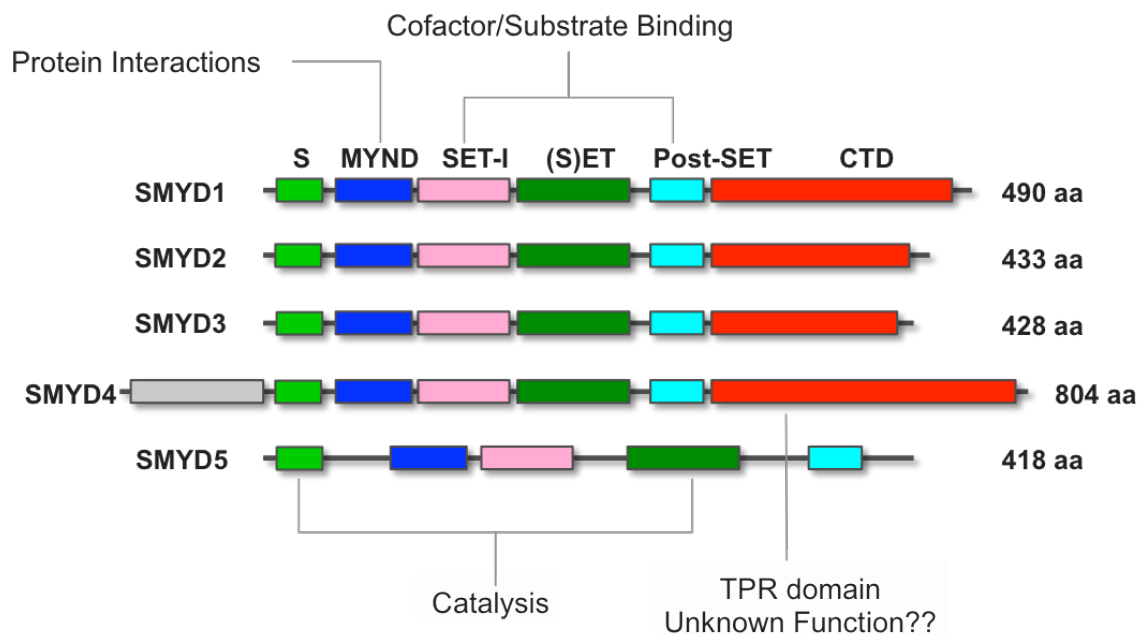 Cofactor/Substrate Binding
Protein Interactions
S MYND SET-I (S)ET Post-SET CTD
SMYD1 490 aa
SMYD2 433 aa
SMYD3 428 aa
SMYD4 804 aa
SMYD5 418 aa
Catalysis
TPR domain
Unknown Function??